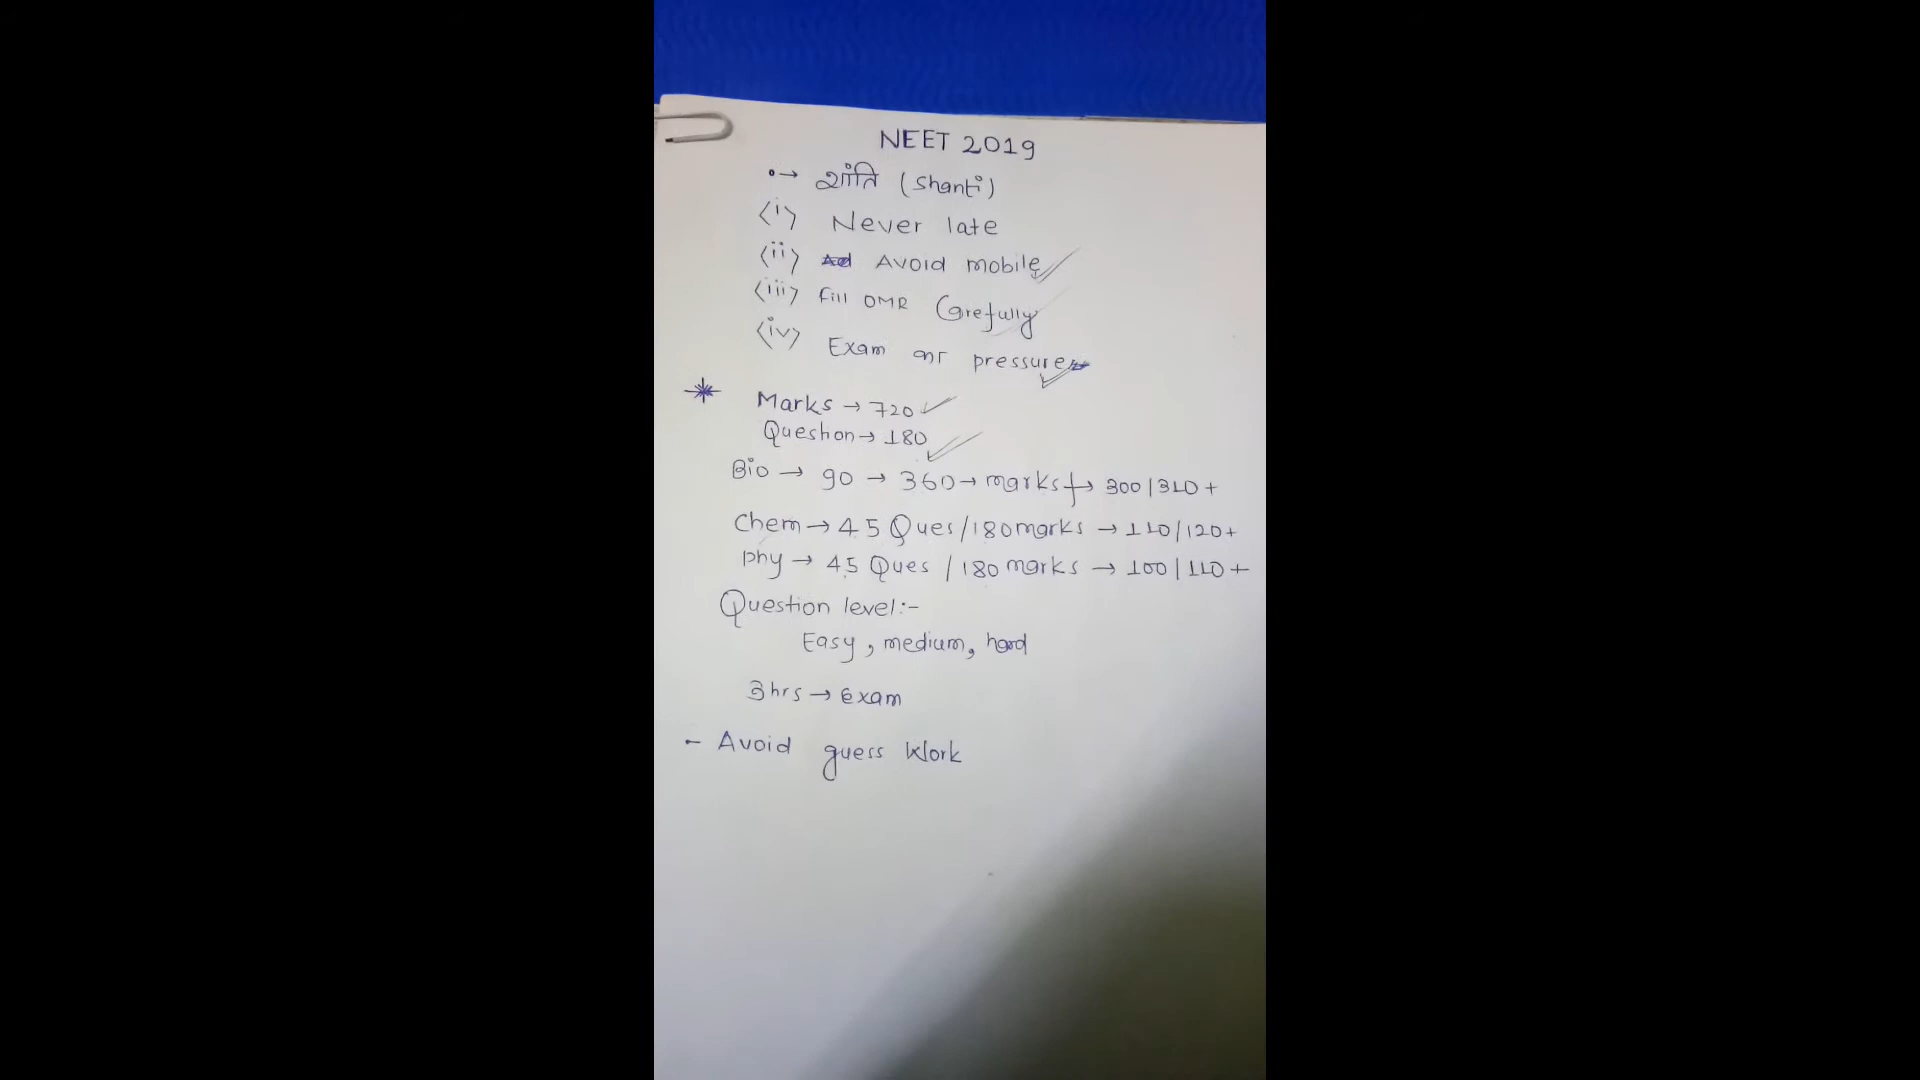 NEET 2019
•→ शांति (Shanti)
(i) Never late
(ii) Avoid mobile
(iii) Fill OMR Carefully
(iv) Exam का pressure
Marks → 720
Question → 180
Bio → 90 → 360 → marks → 300/310+
Chem → 45 Ques/180 marks → 110/120+
Phy → 45 Ques/180 marks → 100/110+
Question level:-
Easy, medium, hard
3hrs → Exam
- Avoid guess Work